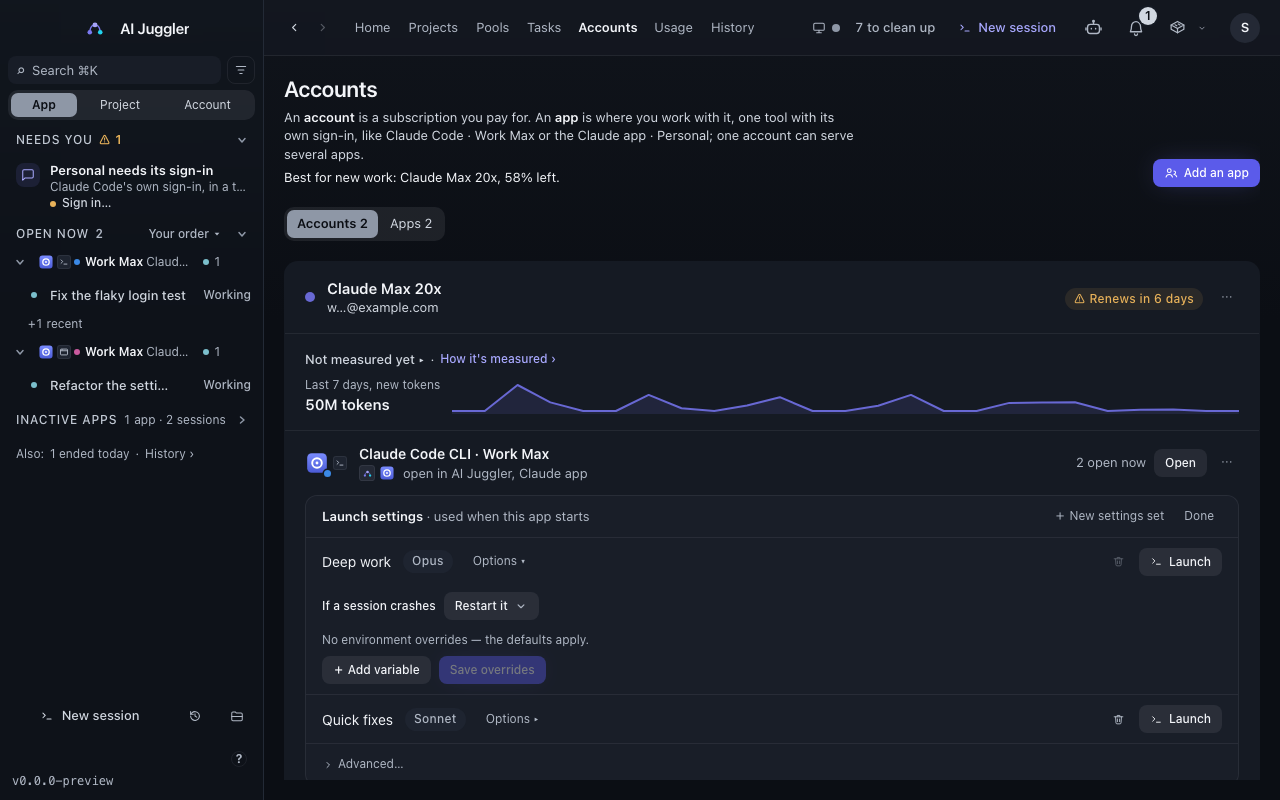 AI Juggler
Search ⌘K
App
Project
Account
NEEDS YOU 1
Personal needs its sign-in
Claude Code's own sign-in, in a t...
Sign in...
OPEN NOW 2
Your order
Work Max Claud... 1
Fix the flaky login test Working
+1 recent
Work Max Claud... 1
Refactor the setti... Working
INACTIVE APPS 1 app · 2 sessions
Also: 1 ended today · History ›
New session
?
v0.0.0-preview
Home Projects Pools Tasks Accounts Usage History
7 to clean up
New session
1
S
Accounts
An account is a subscription you pay for. An app is where you work with it, one tool with its
own sign-in, like Claude Code · Work Max or the Claude app · Personal; one account can serve
several apps.
Best for new work: Claude Max 20x, 58% left.
Add an app
Accounts 2
Apps 2
Claude Max 20x
w...@example.com
Renews in 6 days
...
Not measured yet ▸ · How it's measured ›
Last 7 days, new tokens
50M tokens
Claude Code CLI · Work Max
open in AI Juggler, Claude app
2 open now
Open
...
Launch settings · used when this app starts
+ New settings set
Done
Deep work Opus Options ▾
Launch
If a session crashes Restart it
No environment overrides — the defaults apply.
+ Add variable
Save overrides
Quick fixes Sonnet Options ▸
Launch
› Advanced...